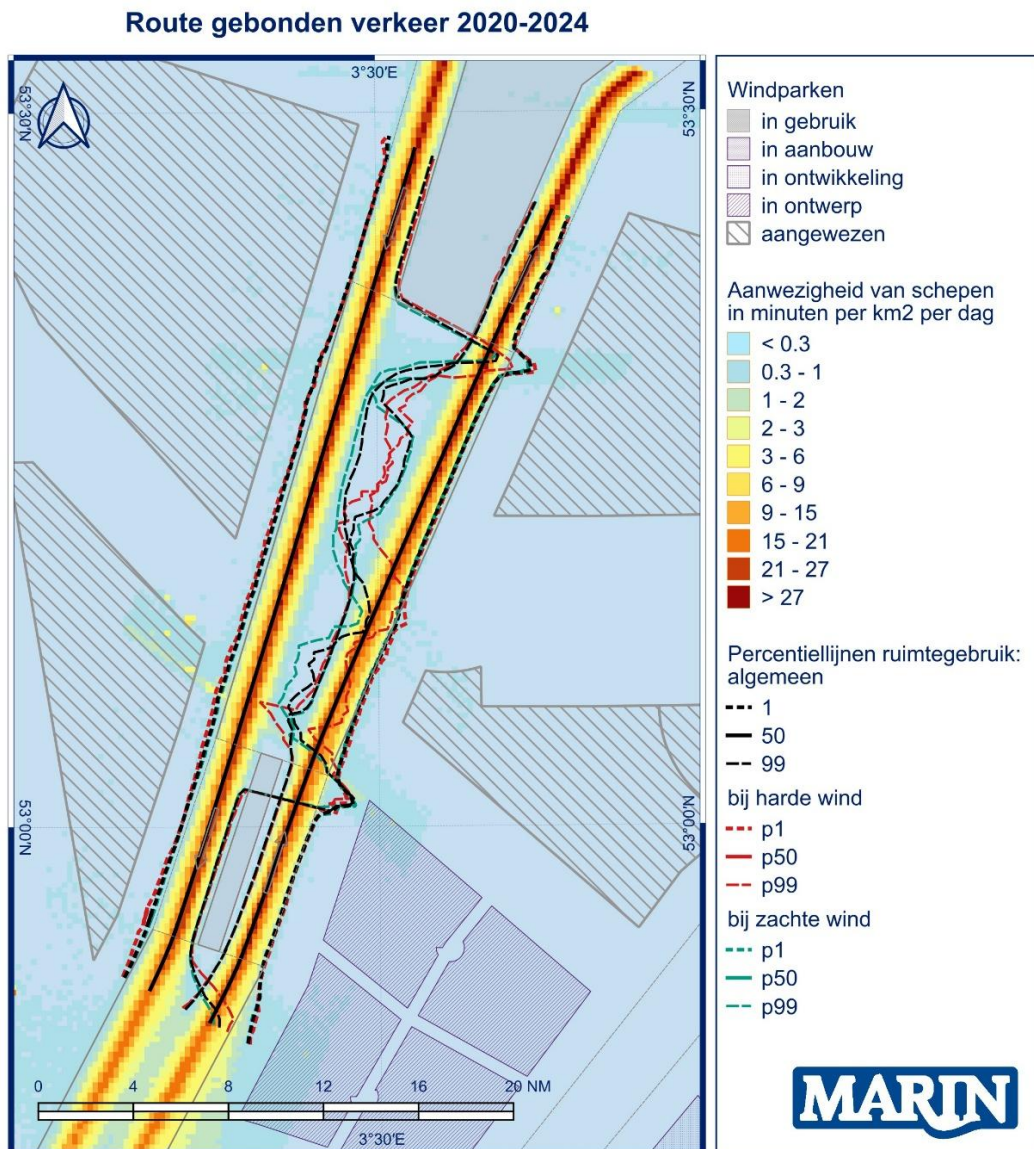 Route gebonden verkeer 2020-2024
3°30'E
53°30'N
53°30'N
53°00'N
53°00'N
0 4 8 12 16 20 NM
3°30'E
Windparken
in gebruik
in aanbouw
in ontwikkeling
in ontwerp
aangewezen
Aanwezigheid van schepen
in minuten per km2 per dag
< 0.3
0.3 - 1
1 - 2
2 - 3
3 - 6
6 - 9
9 - 15
15 - 21
21 - 27
> 27
Percentiellijnen ruimtegebruik:
algemeen
1
50
99
bij harde wind
p1
p50
p99
bij zachte wind
p1
p50
p99
MARIN